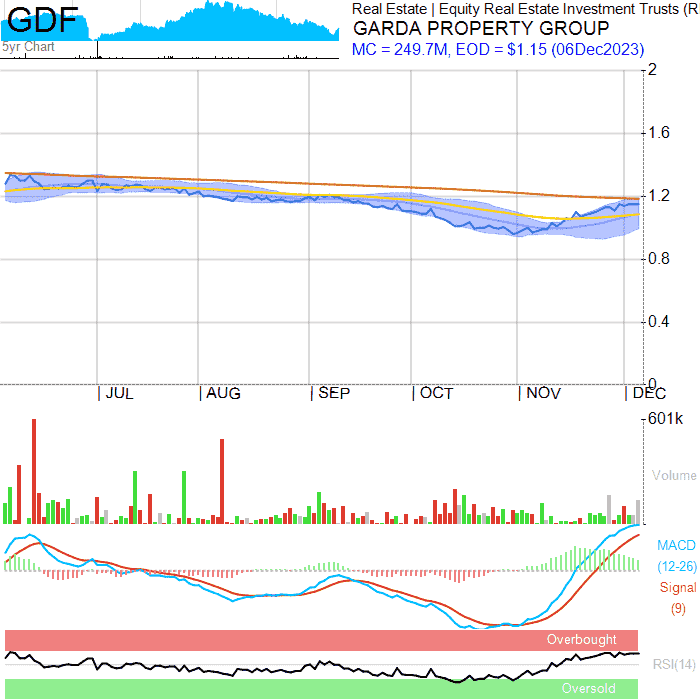 GDF
5yr Chart
Real Estate | Equity Real Estate Investment Trusts (R
GARDA PROPERTY GROUP
MC = 249.7M, EOD = $1.15 (06Dec2023)
2
1.6
1.2
0.8
0.4
0
| JUL | AUG | SEP | OCT | NOV | DEC
601k
Volume
MACD
(12-26)
Signal
(9)
Overbought
RSI(14)
Oversold